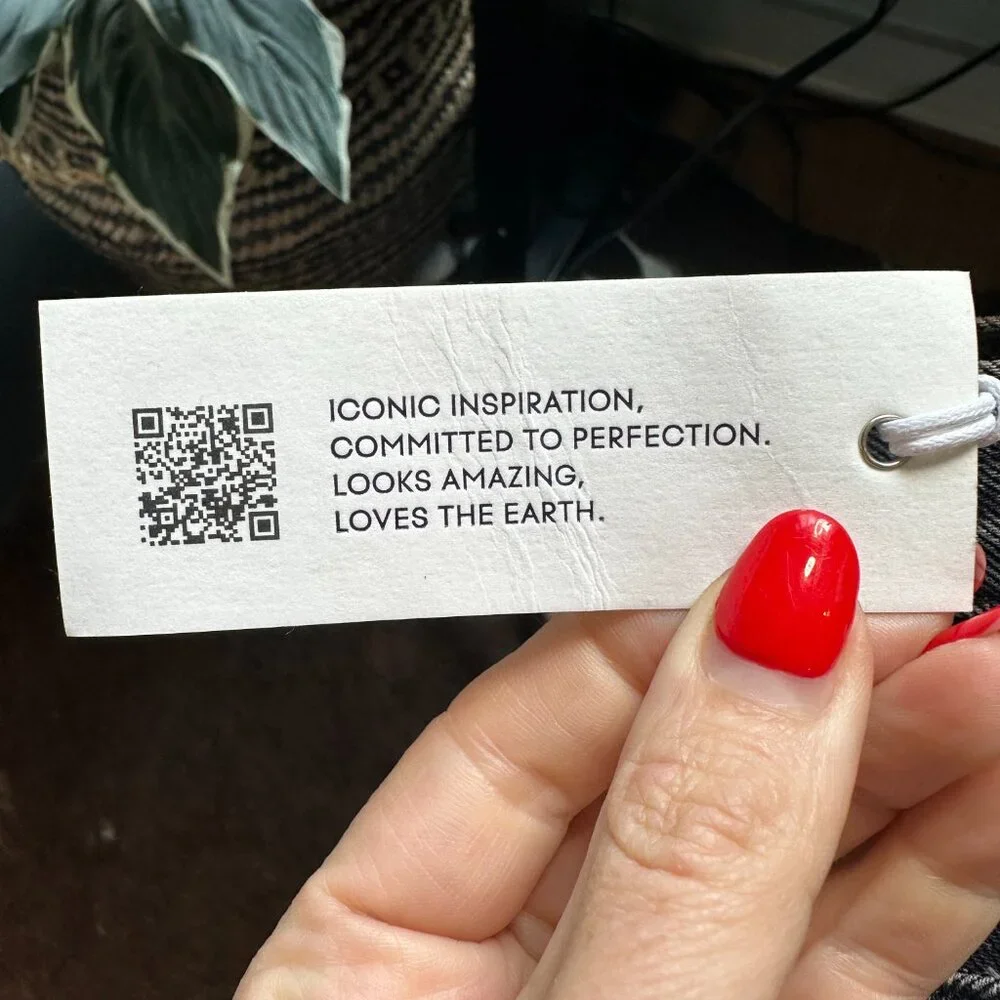 ICONIC INSPIRATION,
COMMITTED TO PERFECTION.
LOOKS AMAZING,
LOVES THE EARTH.